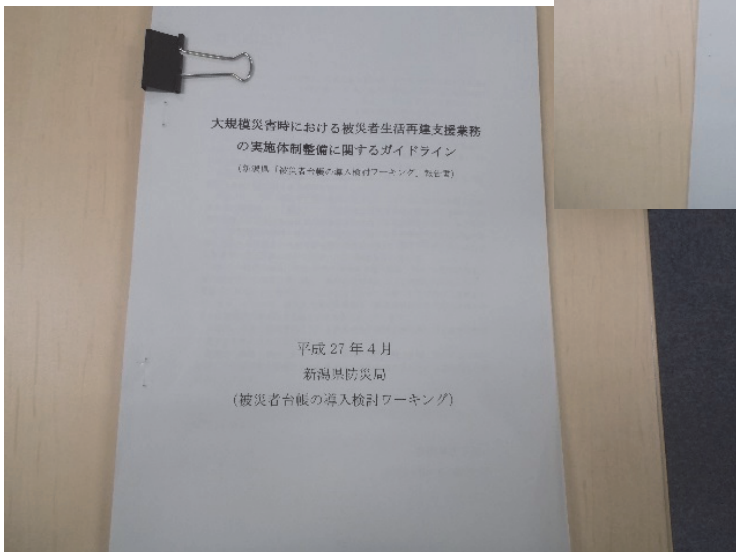 大規模災害時における被災者生活再建支援業務
の実施体制整備に関するガイドライン
(新潟県「被災者台帳の導入検討ワーキング」報告書)
平成 27 年 4 月
新潟県防災局
(被災者台帳の導入検討ワーキング)